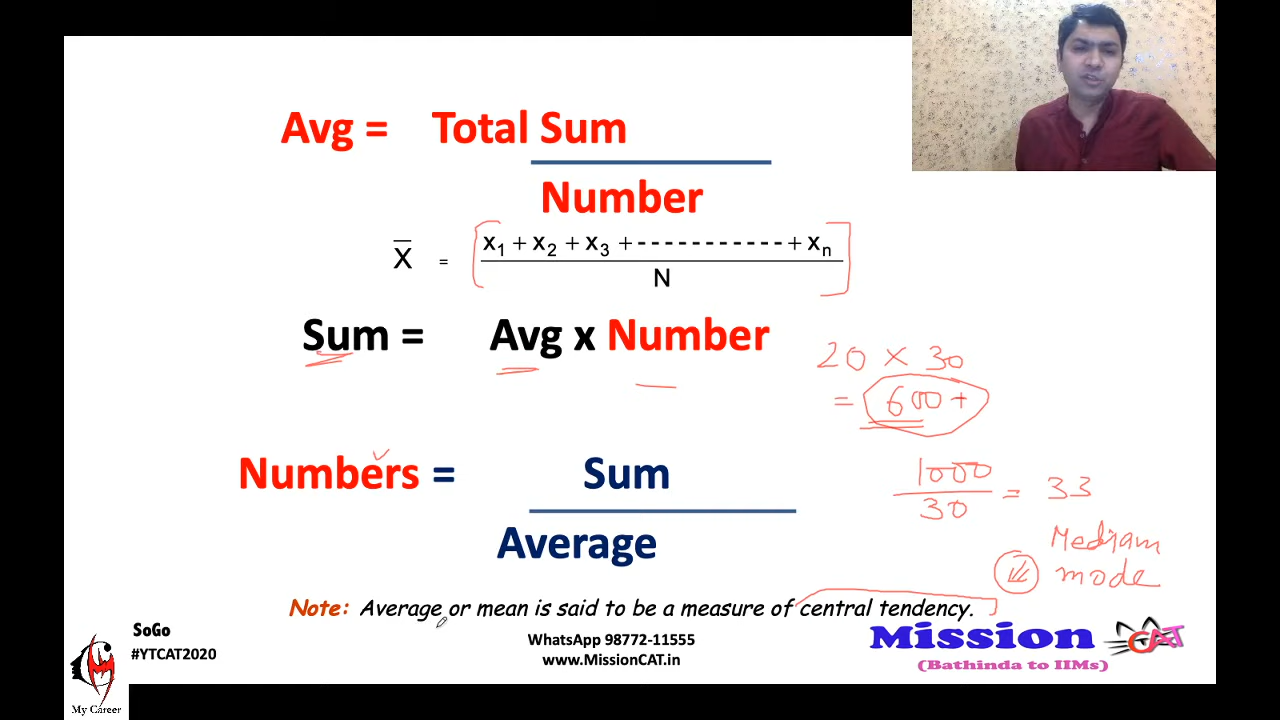 Avg = Total Sum
Number
X = x1 + x2 + x3 + - - - - - - - - - - - + xn
N
Sum = Avg x Number
20 × 30
= 600+
Numbers = Sum
Average
1000
30
= 33
Median
mode
Note: Average or mean is said to be a measure of central tendency.
SoGo
#YTCAT2020
WhatsApp 98772-11555
www.MissionCAT.in
Mission CAT
(Bathinda to IIMs)
My Career